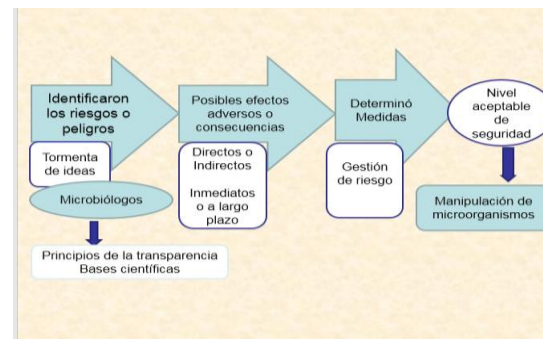 Identificaron
los riesgos o
peligros
Tormenta
de ideas
Microbiólogos
Principios de la transparencia
Bases científicas
Posibles efectos
adversos o
consecuencias
Directos o
Indirectos
Inmediatos
o a largo
plazo
Determinó
Medidas
Gestión
de riesgo
Nivel
aceptable
de
seguridad
Manipulación de
microorganismos